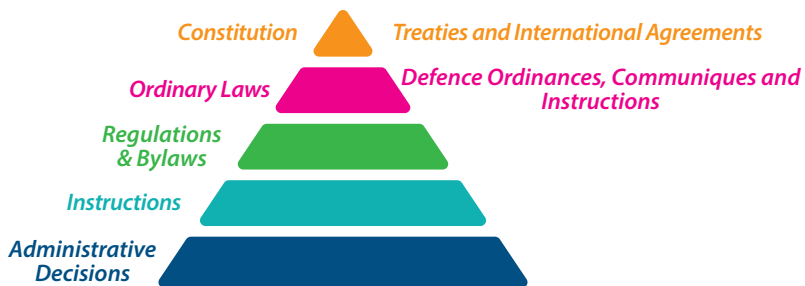 Constitution
Treaties and International Agreements
Ordinary Laws
Defence Ordinances, Communiques and
Instructions
Regulations
& Bylaws
Instructions
Administrative
Decisions